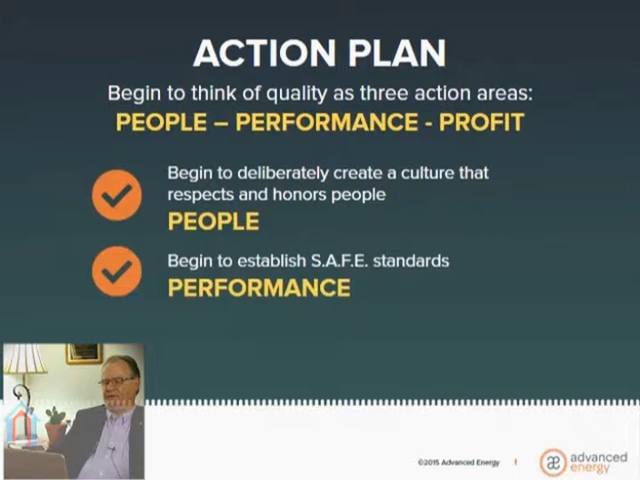 ACTION PLAN
Begin to think of quality as three action areas:
PEOPLE – PERFORMANCE - PROFIT
Begin to deliberately create a culture that
respects and honors people
PEOPLE
Begin to establish S.A.F.E. standards
PERFORMANCE
©2015 Advanced Energy
æ
advanced
energy